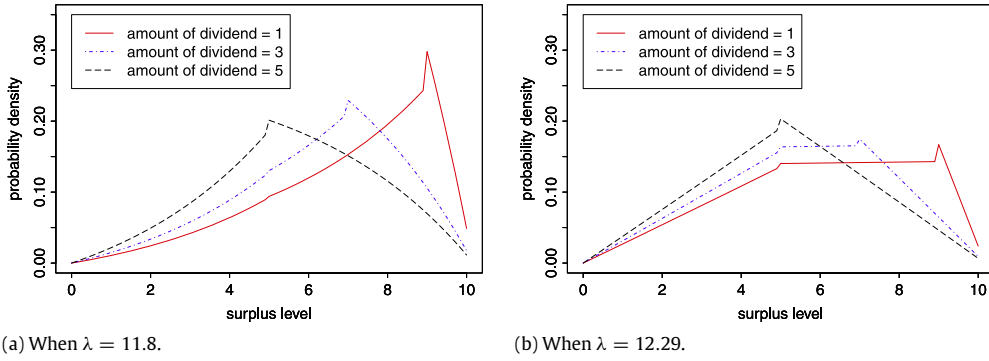 amount of dividend = 1
amount of dividend = 3
amount of dividend = 5
probability density
0.30
0.20
0.10
0.00
0 2 4 6 8 10
surplus level
(a) When λ = 11.8.
amount of dividend = 1
amount of dividend = 3
amount of dividend = 5
probability density
0.30
0.20
0.10
0.00
0 2 4 6 8 10
surplus level
(b) When λ = 12.29.